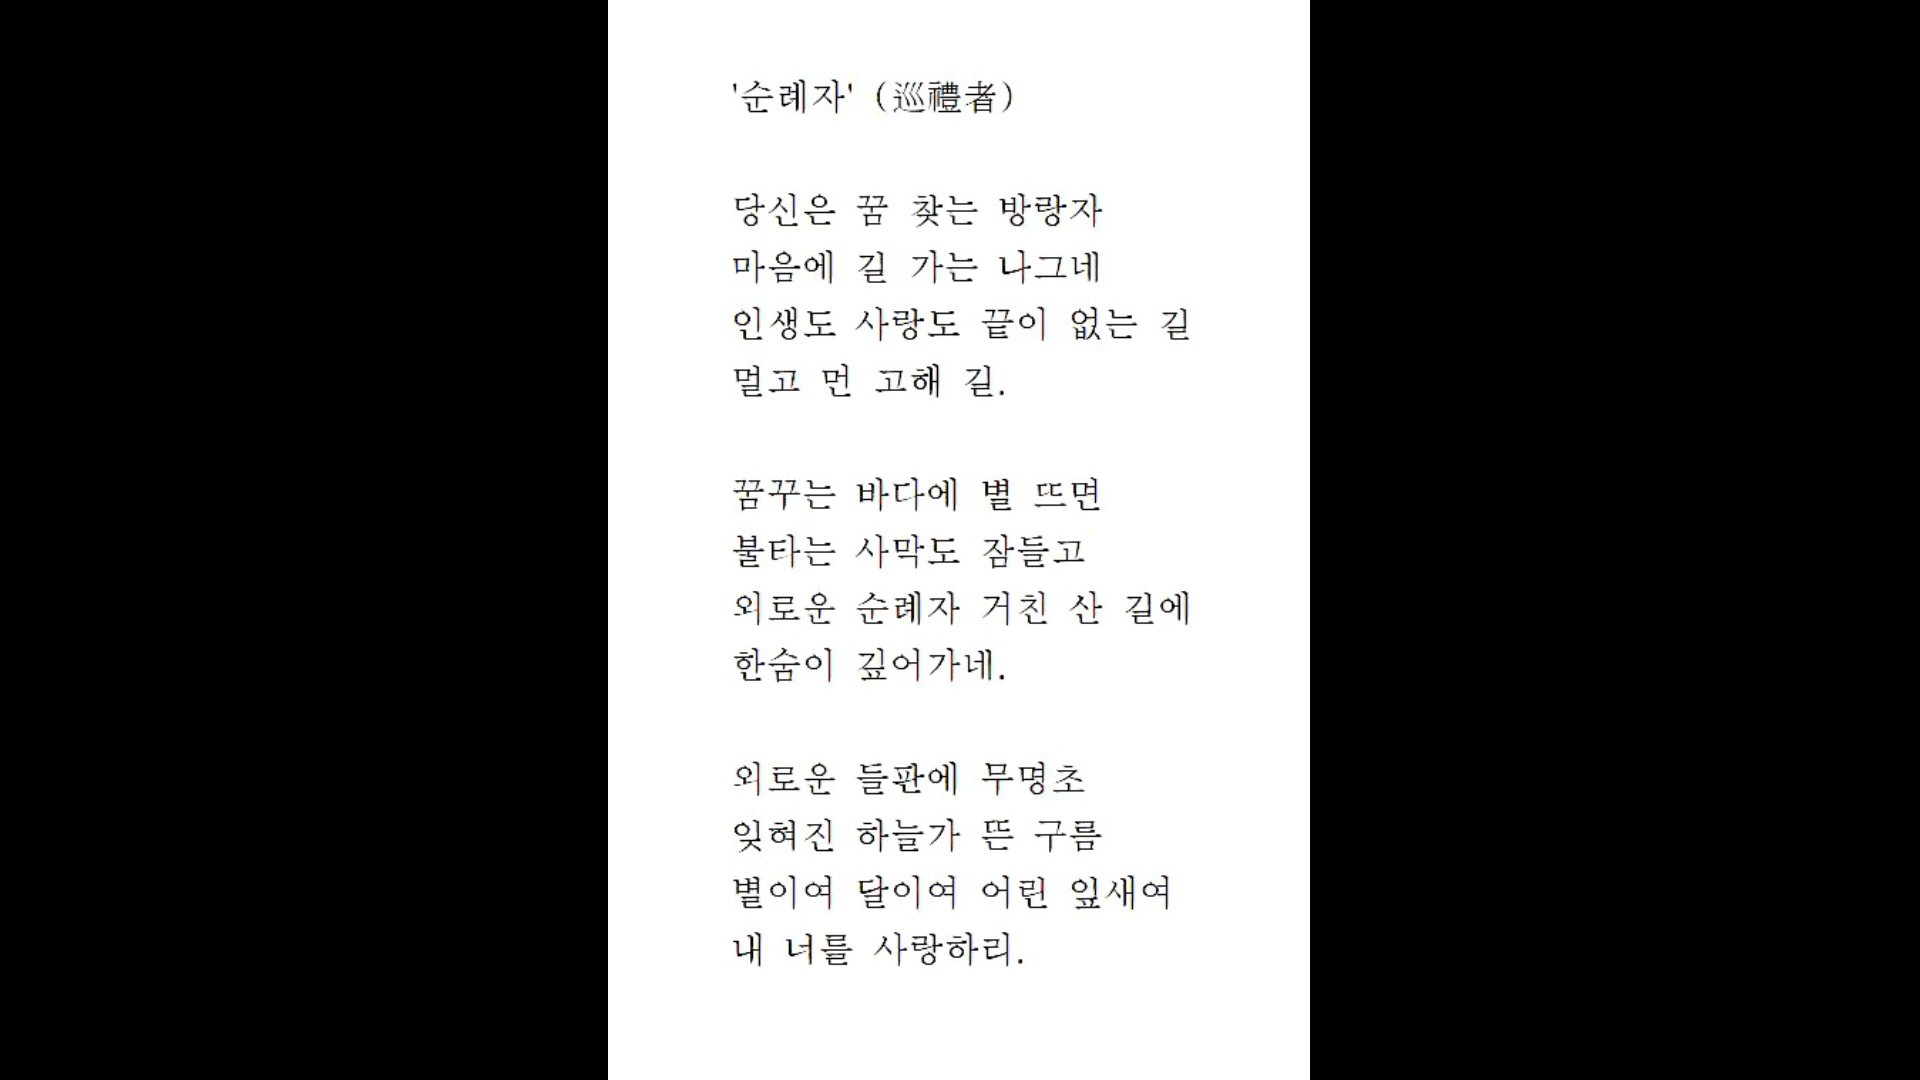 '순례자' (巡禮者)
당신은 꿈 찾는 방랑자
마음에 길 가는 나그네
인생도 사랑도 끝이 없는 길
멀고 먼 고해 길.
꿈꾸는 바다에 별 뜨면
불타는 사막도 잠들고
외로운 순례자 거친 산 길에
한숨이 깊어가네.
외로운 들판에 무명초
잊혀진 하늘가 뜬 구름
별이여 달이여 어린 잎새여
내 너를 사랑하리.